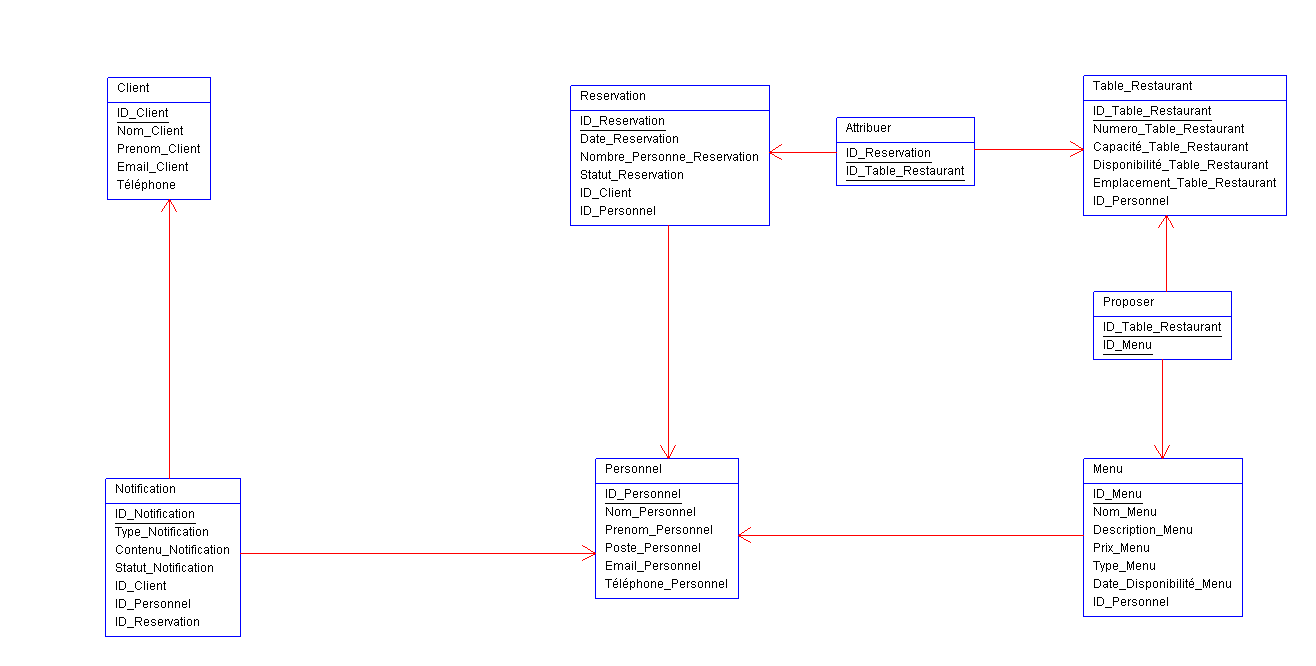 Client
ID_Client
Nom_Client
Prenom_Client
Email_Client
Téléphone
Reservation
ID_Reservation
Date_Reservation
Nombre_Personne_Reservation
Statut_Reservation
ID_Client
ID_Personnel
Attribuer
ID_Reservation
ID_Table_Restaurant
Table_Restaurant
ID_Table_Restaurant
Numero_Table_Restaurant
Capacité_Table_Restaurant
Disponibilité_Table_Restaurant
Emplacement_Table_Restaurant
ID_Personnel
Proposer
ID_Table_Restaurant
ID_Menu
Notification
ID_Notification
Type_Notification
Contenu_Notification
Statut_Notification
ID_Client
ID_Personnel
ID_Reservation
Personnel
ID_Personnel
Nom_Personnel
Prenom_Personnel
Poste_Personnel
Email_Personnel
Téléphone_Personnel
Menu
ID_Menu
Nom_Menu
Description_Menu
Prix_Menu
Type_Menu
Date_Disponibilité_Menu
ID_Personnel